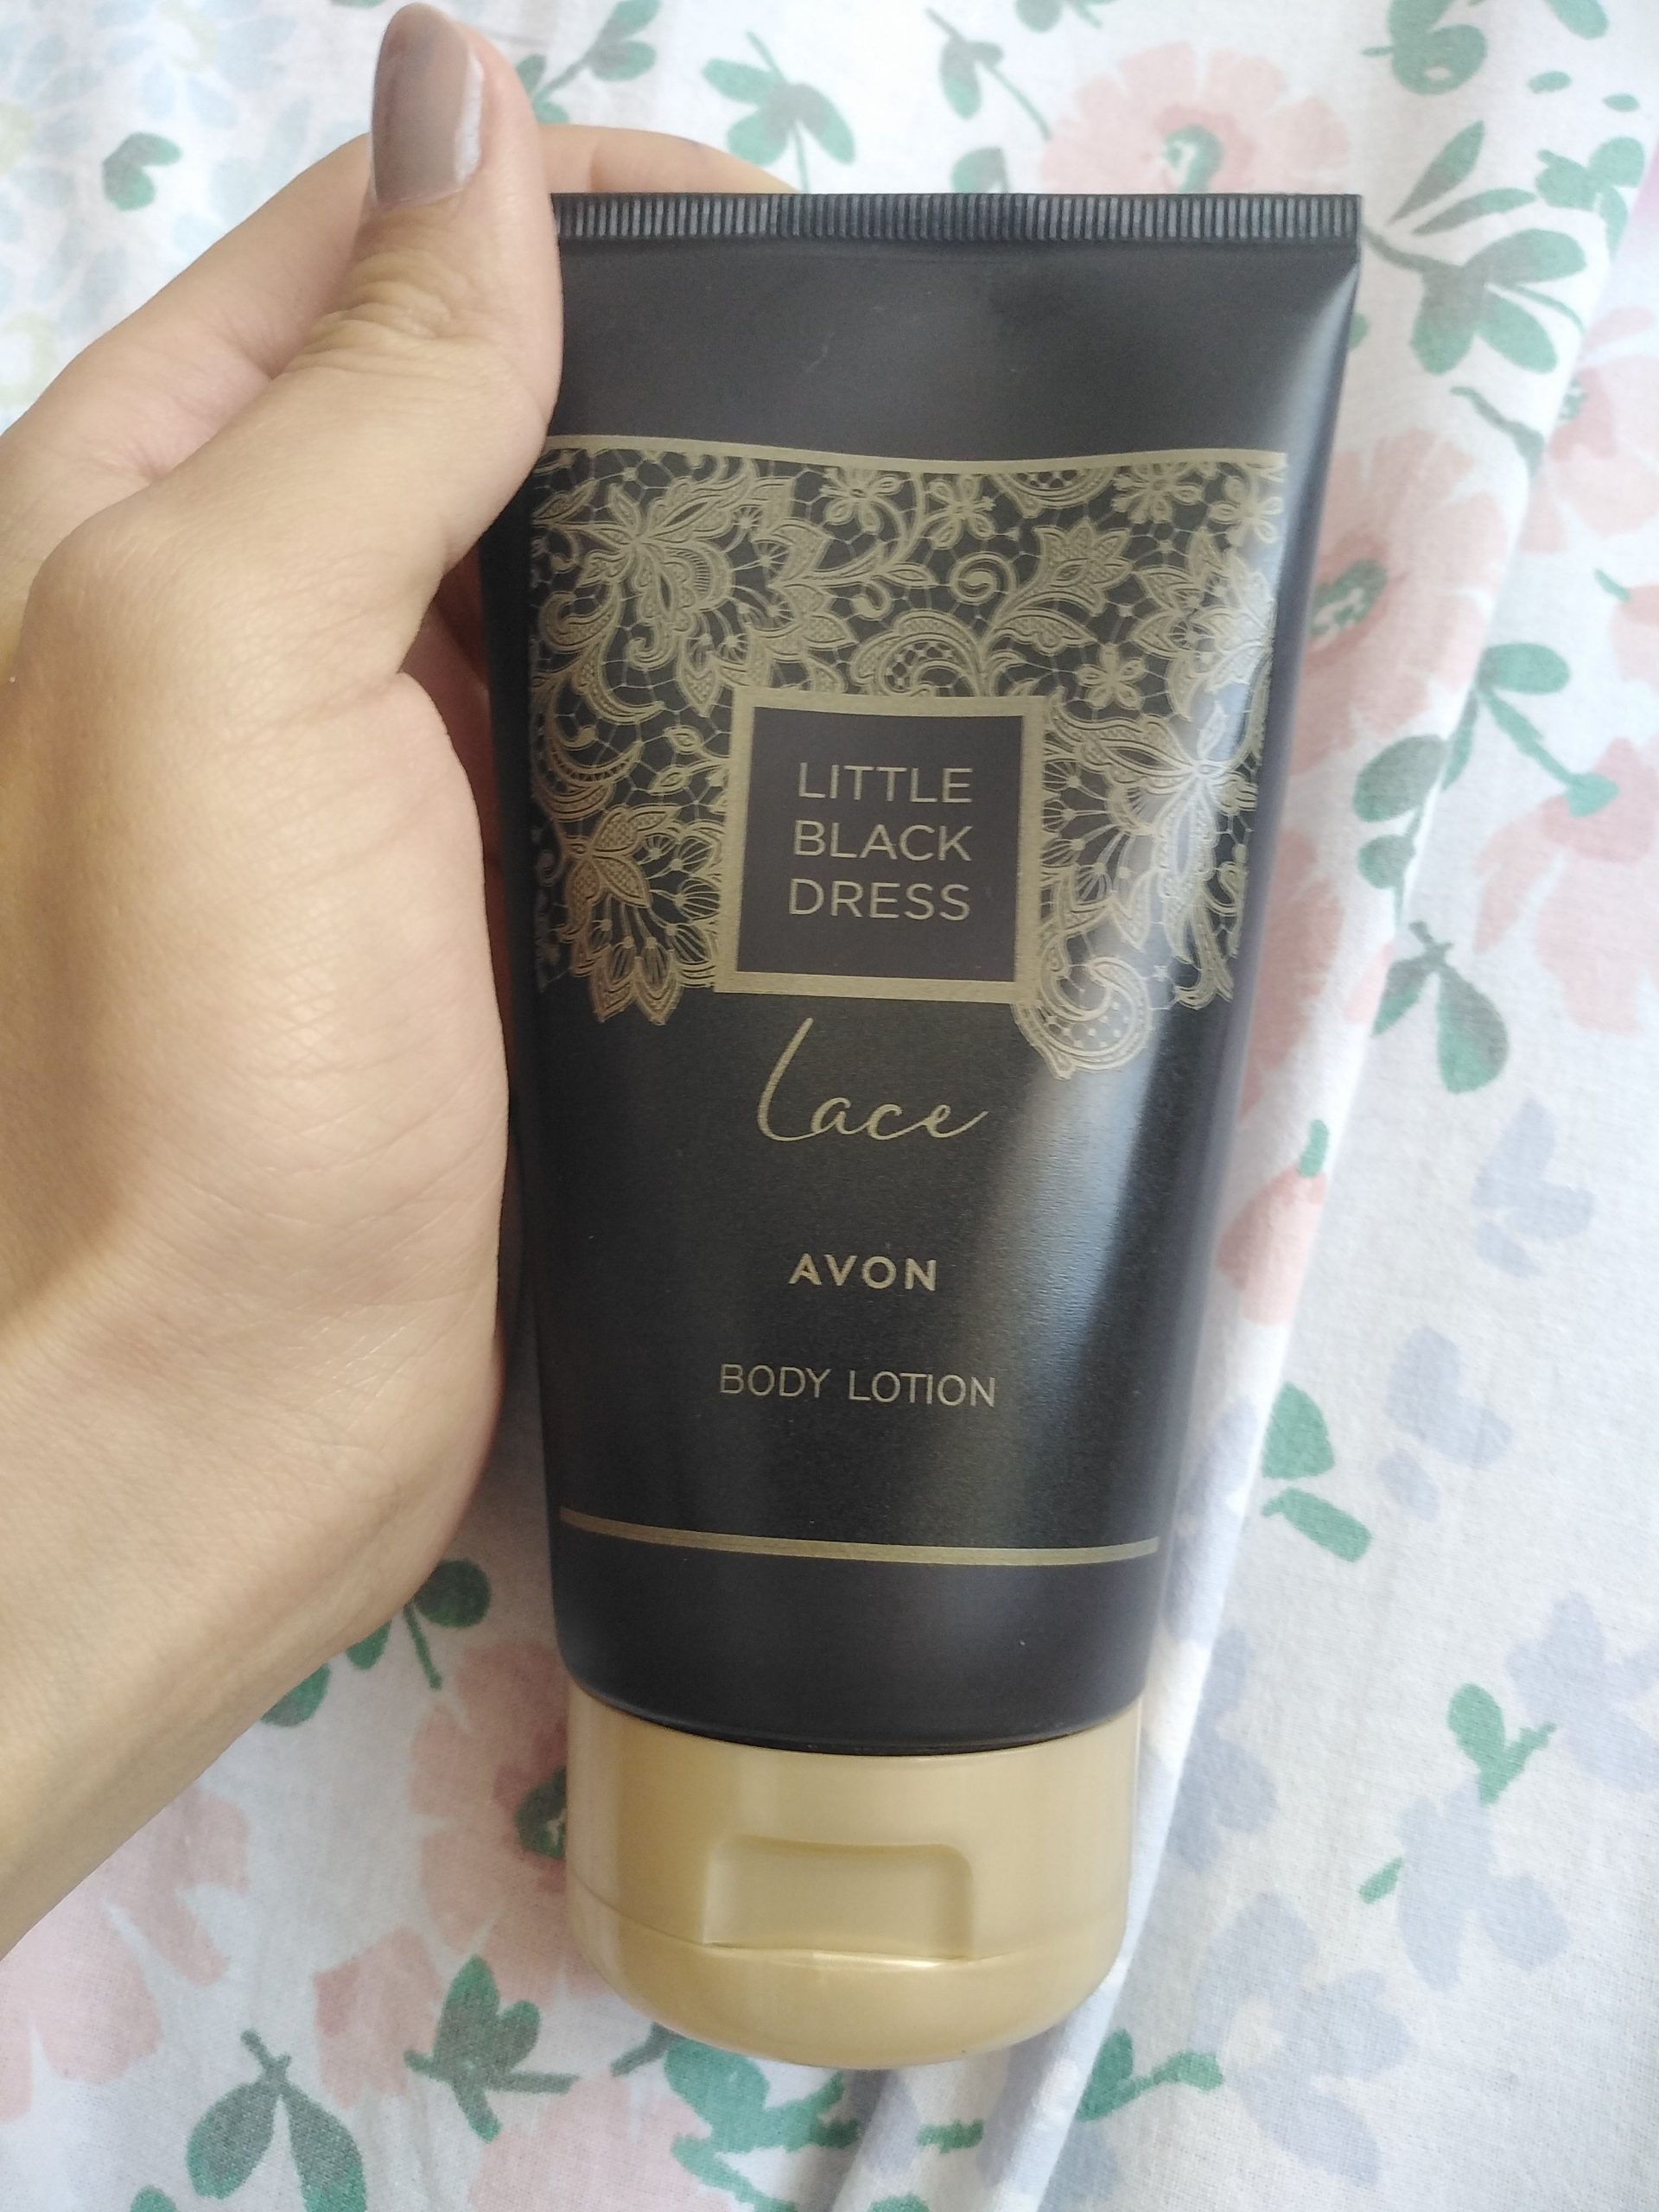 LITTLE
BLACK
DRESS
Lace
AVON
BODY LOTION